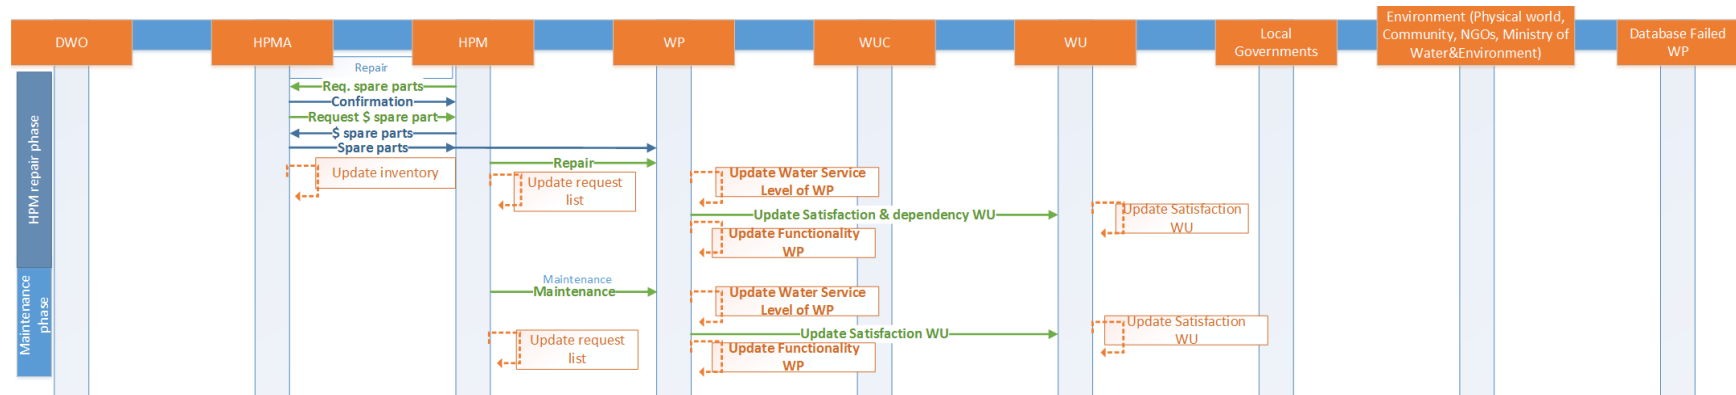 DWO
HPMA
HPM
WP
WUC
WU
Local
Governments
Environment (Physical world,
Community, NGOs, Ministry of
Water&Environment)
Database Failed
WP
HPM repair phase
Repair
Req. spare parts
Confirmation
Request $ spare part
$ spare parts
Spare parts
Repair
Update inventory
Update request
list
Update Water Service
Level of WP
Update Satisfaction & dependency WU
Update Satisfaction
WU
Update Functionality
WP
Maintenance
phase
Maintenance
Maintenance
Update Water Service
Level of WP
Update Satisfaction WU
Update Satisfaction
WU
Update request
list
Update Functionality
WP